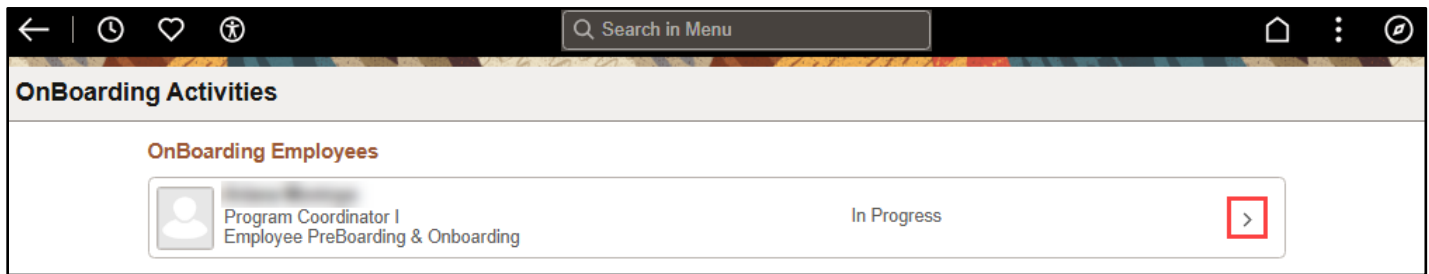 Search in Menu
OnBoarding Activities
OnBoarding Employees
Program Coordinator I
In Progress
Employee PreBoarding & Onboarding